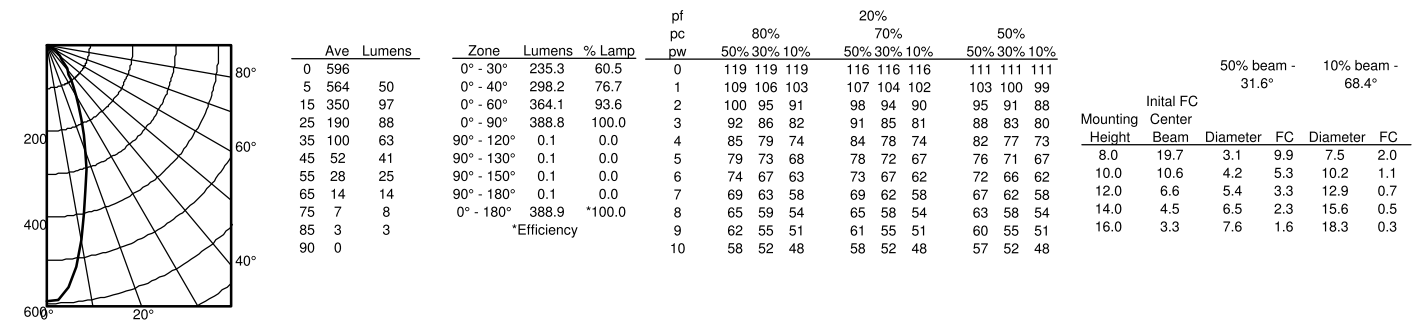 80°
60°
40°
200
400
600
0° 20°
Ave Lumens
0 596
5 564 50
15 350 97
25 190 88
35 100 63
45 52 41
55 28 25
65 14 14
75 7 8
85 3 3
90 0
Zone Lumens % Lamp
0° - 30° 235.3 60.5
0° - 40° 298.2 76.7
0° - 60° 364.1 93.6
0° - 90° 388.8 100.0
90° - 120° 0.1 0.0
90° - 130° 0.1 0.0
90° - 150° 0.1 0.0
90° - 180° 0.1 0.0
0° - 180° 388.9 *100.0
*Efficiency
pf 20%
pc 80% 70% 50%
pw 50% 30% 10% 50% 30% 10% 50% 30% 10%
0 119 119 119 116 116 116 111 111 111
1 109 106 103 107 104 102 103 100 99
2 100 95 91 98 94 90 95 91 88
3 92 86 82 91 85 81 88 83 80
4 85 79 74 84 78 74 82 77 73
5 79 73 68 78 72 67 76 71 67
6 74 67 63 73 67 62 72 66 62
7 69 63 58 69 62 58 67 62 58
8 65 59 54 65 58 54 63 58 54
9 62 55 51 61 55 51 60 55 51
10 58 52 48 58 52 48 57 52 48
50% beam - 10% beam -
31.6° 68.4°
Inital FC
Mounting Center
Height Beam Diameter FC Diameter FC
8.0 19.7 3.1 9.9 7.5 2.0
10.0 10.6 4.2 5.3 10.2 1.1
12.0 6.6 5.4 3.3 12.9 0.7
14.0 4.5 6.5 2.3 15.6 0.5
16.0 3.3 7.6 1.6 18.3 0.3